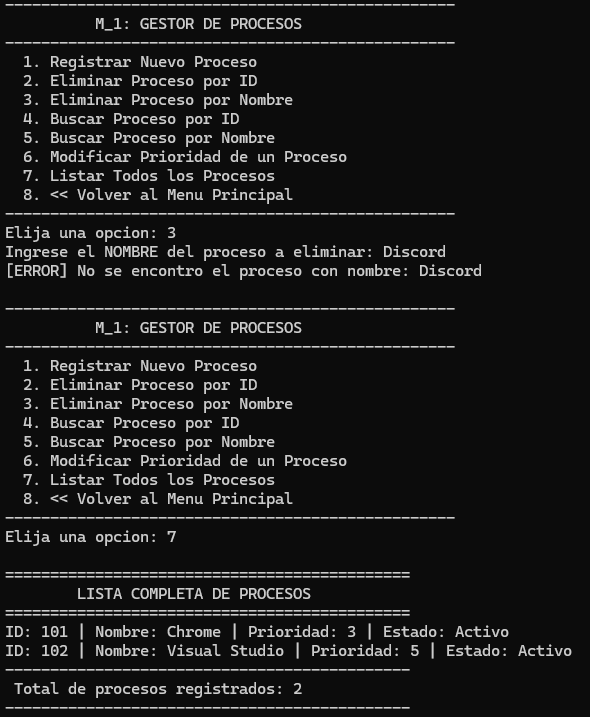 --------------------------------------------------
M_1: GESTOR DE PROCESOS
--------------------------------------------------
1. Registrar Nuevo Proceso
2. Eliminar Proceso por ID
3. Eliminar Proceso por Nombre
4. Buscar Proceso por ID
5. Buscar Proceso por Nombre
6. Modificar Prioridad de un Proceso
7. Listar Todos los Procesos
8. << Volver al Menu Principal
--------------------------------------------------
Elija una opcion: 3
Ingrese el NOMBRE del proceso a eliminar: Discord
[ERROR] No se encontro el proceso con nombre: Discord
--------------------------------------------------
M_1: GESTOR DE PROCESOS
--------------------------------------------------
1. Registrar Nuevo Proceso
2. Eliminar Proceso por ID
3. Eliminar Proceso por Nombre
4. Buscar Proceso por ID
5. Buscar Proceso por Nombre
6. Modificar Prioridad de un Proceso
7. Listar Todos los Procesos
8. << Volver al Menu Principal
--------------------------------------------------
Elija una opcion: 7
=============================================
LISTA COMPLETA DE PROCESOS
=============================================
ID: 101 | Nombre: Chrome | Prioridad: 3 | Estado: Activo
ID: 102 | Nombre: Visual Studio | Prioridad: 5 | Estado: Activo
---------------------------------------------
Total de procesos registrados: 2
---------------------------------------------